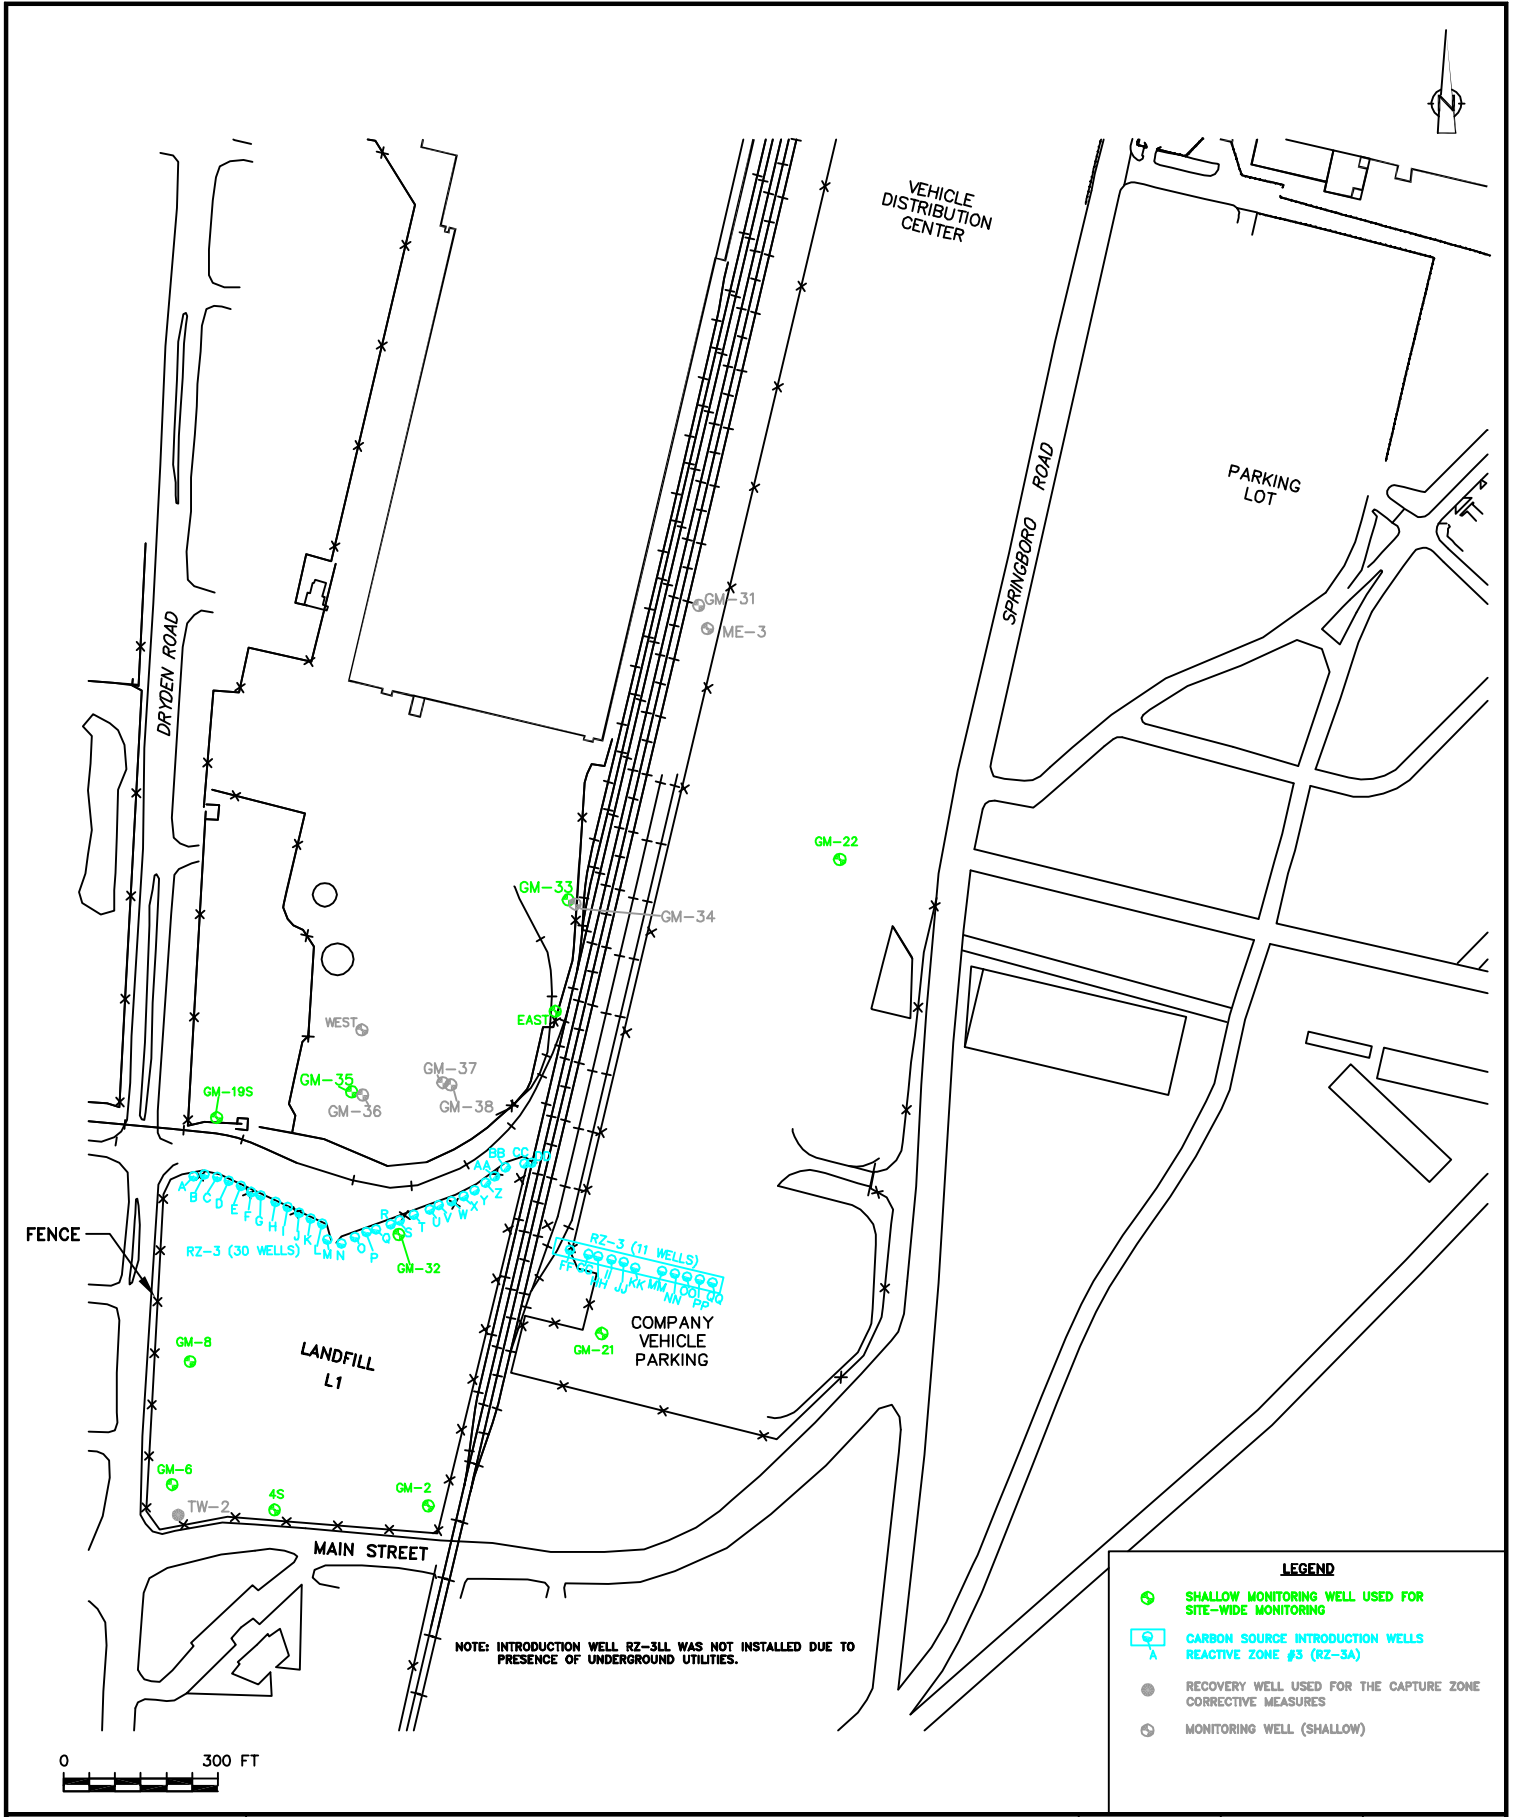 N
VEHICLE
DISTRIBUTION
CENTER
PARKING
LOT
SPRINGBORO ROAD
DRYDEN ROAD
GM-31
ME-3
GM-22
GM-33
GM-34
WEST
EAST
GM-37
GM-35
GM-36
GM-38
GM-19S
BB CC DD
AA
A B C D E F G H I J K L M N O P Q R S T U V W X Y Z
FENCE
RZ-3 (30 WELLS)
GM-32
RZ-3 (11 WELLS)
FF GG HH II JJ KK MM NN OO PP QQ
COMPANY
VEHICLE
PARKING
GM-21
GM-8
LANDFILL
L1
GM-6
4S
GM-2
TW-2
MAIN STREET
NOTE: INTRODUCTION WELL RZ-3LL WAS NOT INSTALLED DUE TO
PRESENCE OF UNDERGROUND UTILITIES.
LEGEND
SHALLOW MONITORING WELL USED FOR
SITE-WIDE MONITORING
CARBON SOURCE INTRODUCTION WELLS
A REACTIVE ZONE #3 (RZ-3A)
RECOVERY WELL USED FOR THE CAPTURE ZONE
CORRECTIVE MEASURES
MONITORING WELL (SHALLOW)
0 300 FT